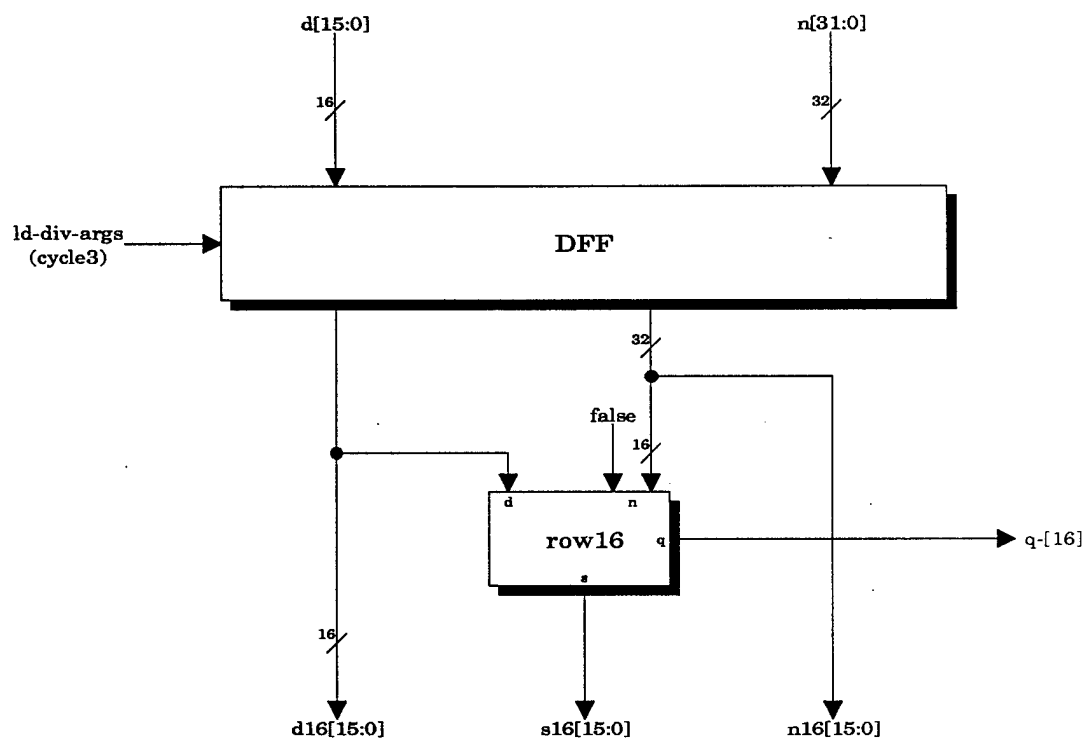 d[15:0]
n[31:0]
16
32
ld-div-args
(cycle3)
DFF
32
false
16
d
n
row16
q
q-[16]
s
16
d16[15:0]
s16[15:0]
n16[15:0]